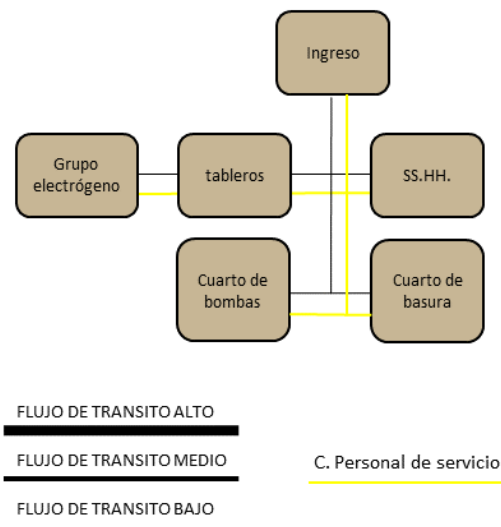 Ingreso
Grupo
electrógeno
tableros
SS.HH.
Cuarto de
bombas
Cuarto de
basura
FLUJO DE TRANSITO ALTO
FLUJO DE TRANSITO MEDIO
C. Personal de servicio
FLUJO DE TRANSITO BAJO